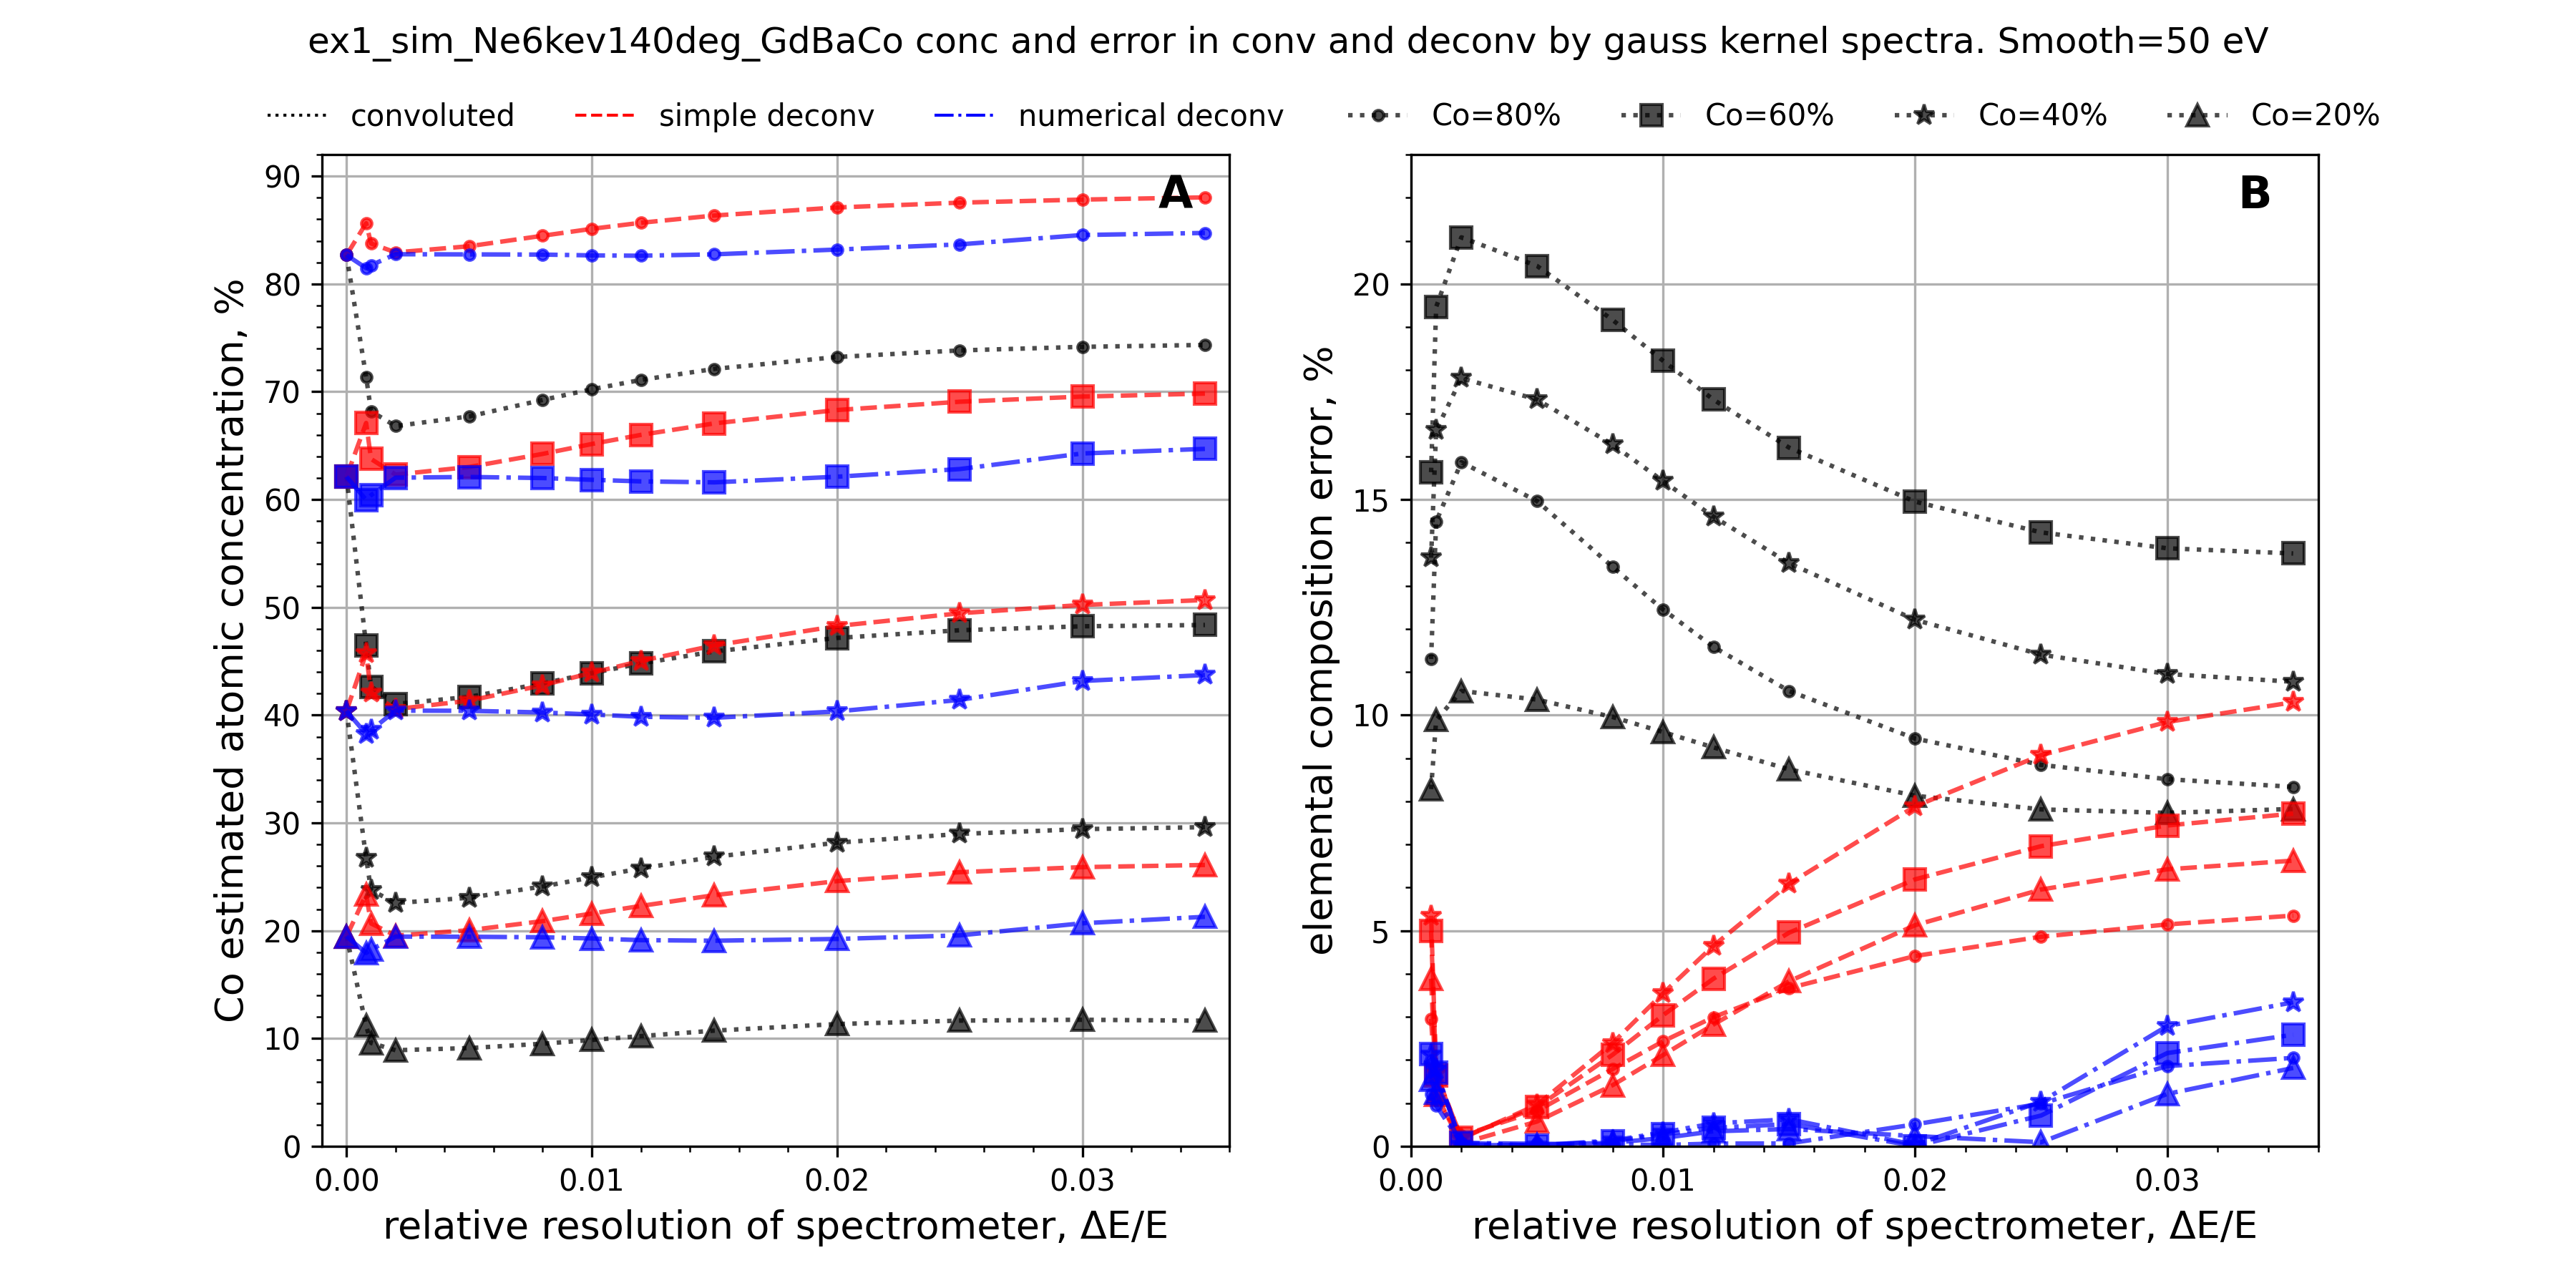 ex1_sim_Ne6kev140deg_GdBaCo conc and error in conv and deconv by gauss kernel spectra. Smooth=50 eV
convoluted simple deconv numerical deconv Co=80% Co=60% Co=40% Co=20%
A
Co estimated atomic concentration, %
90
80
70
60
50
40
30
20
10
0
0.00 0.01 0.02 0.03
relative resolution of spectrometer, ΔE/E
B
elemental composition error, %
20
15
10
5
0
0.00 0.01 0.02 0.03
relative resolution of spectrometer, ΔE/E